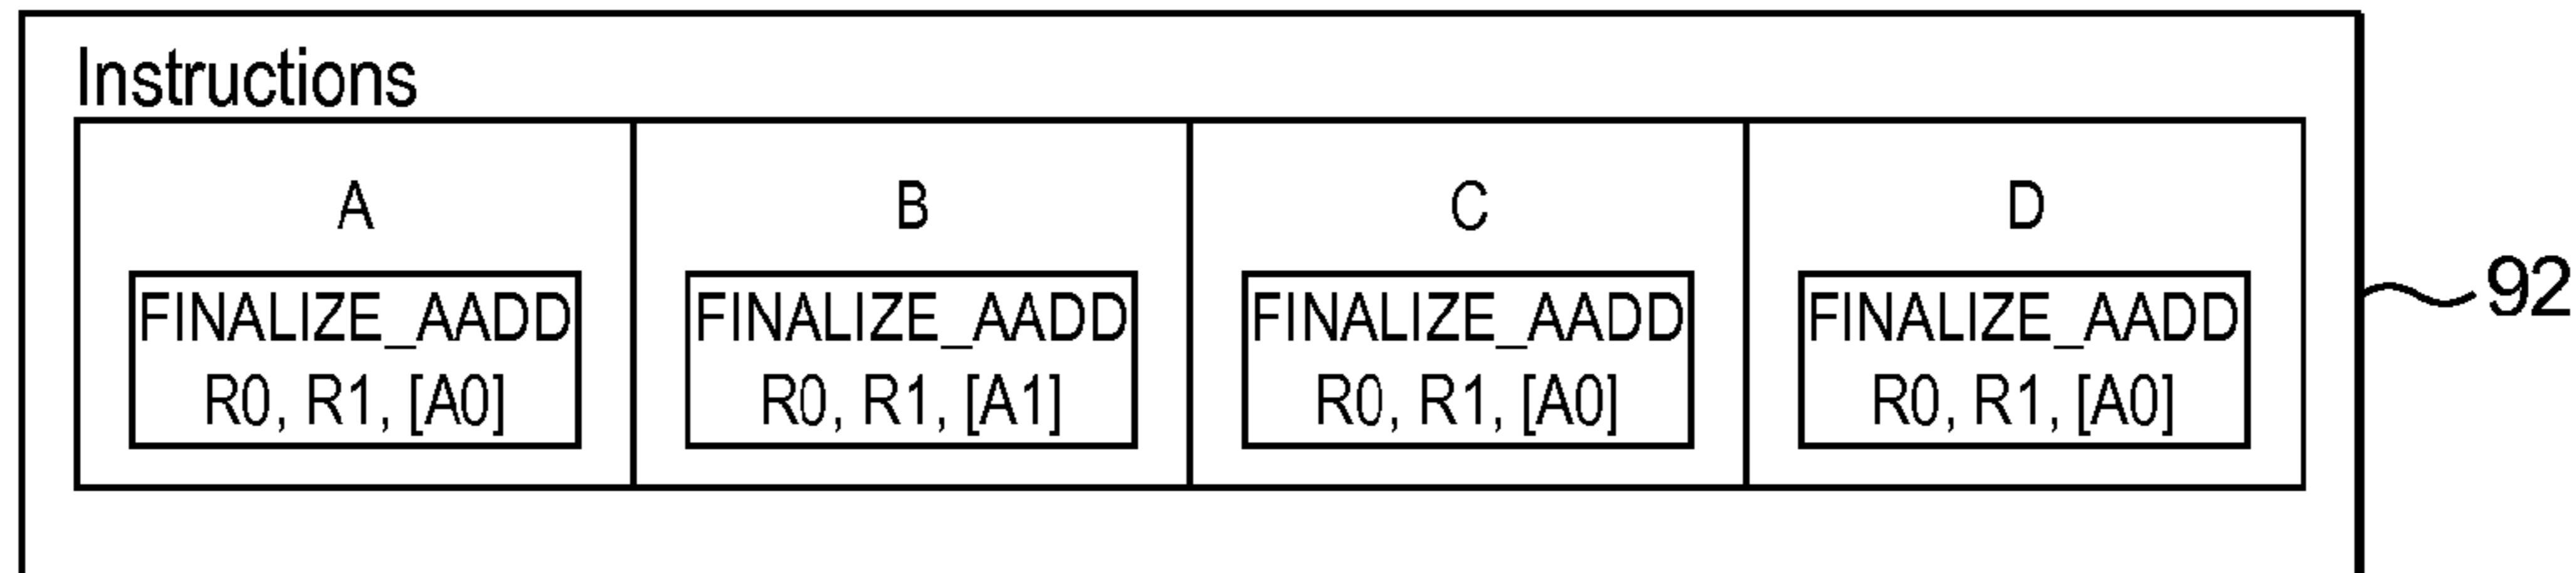 Instructions
A
FINALIZE_AADD
R0, R1, [A0]
B
FINALIZE_AADD
R0, R1, [A1]
C
FINALIZE_AADD
R0, R1, [A0]
D
FINALIZE_AADD
R0, R1, [A0]
92